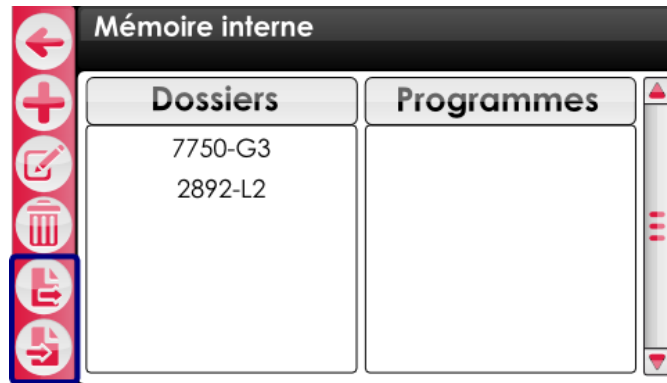 Mémoire interne
Dossiers
7750-G3
2892-L2
Programmes